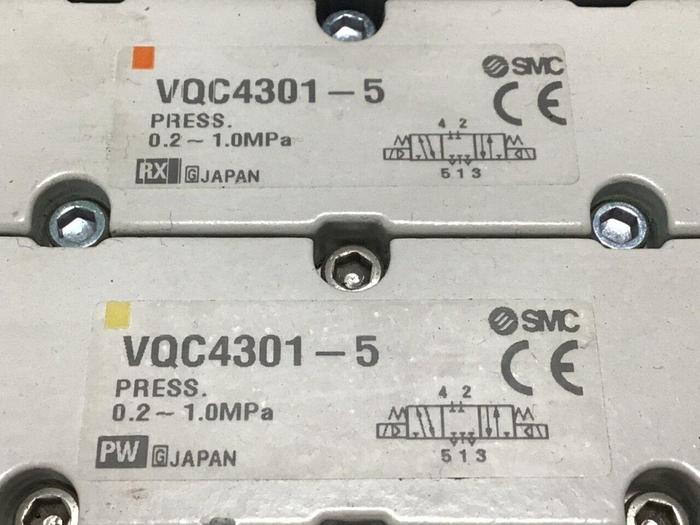 SMC
VQC4301-5
CE
PRESS.
0.2~1.0MPa
4 2
5 1 3
RX G JAPAN
SMC
VQC4301-5
CE
PRESS.
0.2~1.0MPa
4 2
5 1 3
PW G JAPAN